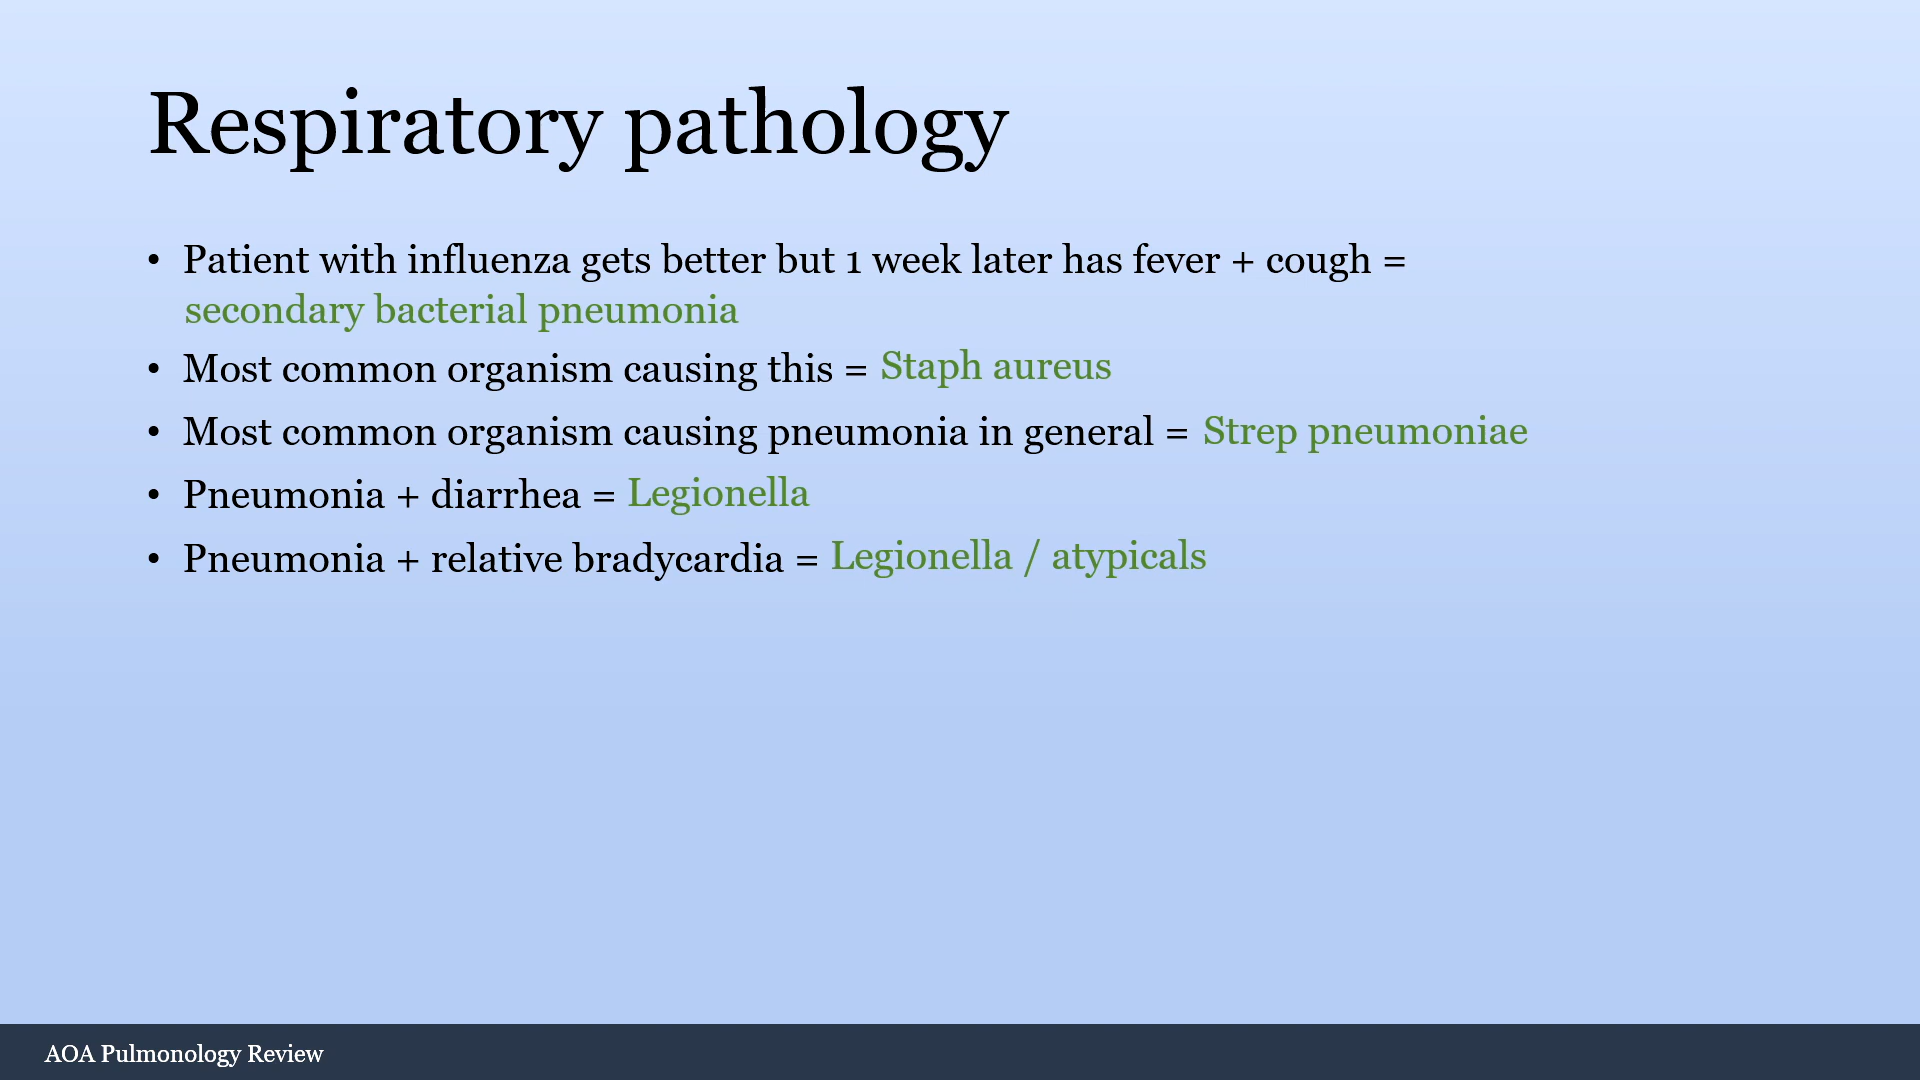 Respiratory pathology
• Patient with influenza gets better but 1 week later has fever + cough =
secondary bacterial pneumonia
• Most common organism causing this = Staph aureus
• Most common organism causing pneumonia in general = Strep pneumoniae
• Pneumonia + diarrhea = Legionella
• Pneumonia + relative bradycardia = Legionella / atypicals
AOA Pulmonology Review